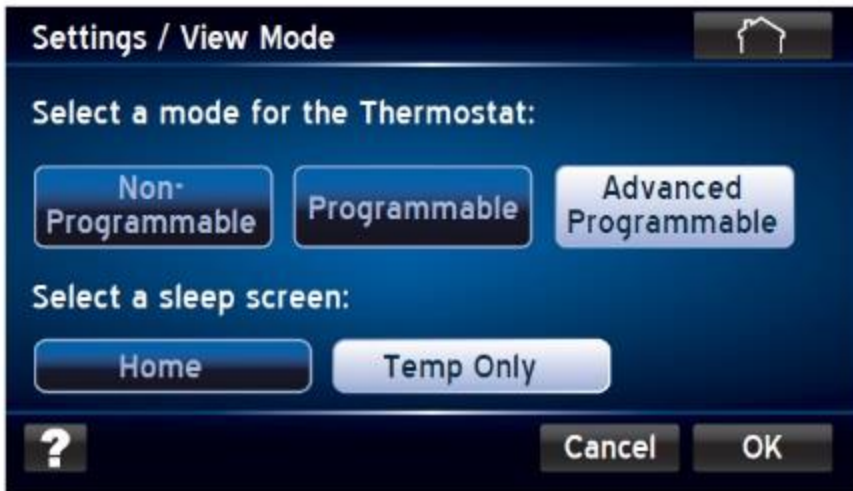 Settings / View Mode
Select a mode for the Thermostat:
Non-
Programmable
Programmable
Advanced
Programmable
Select a sleep screen:
Home
Temp Only
?
Cancel
OK